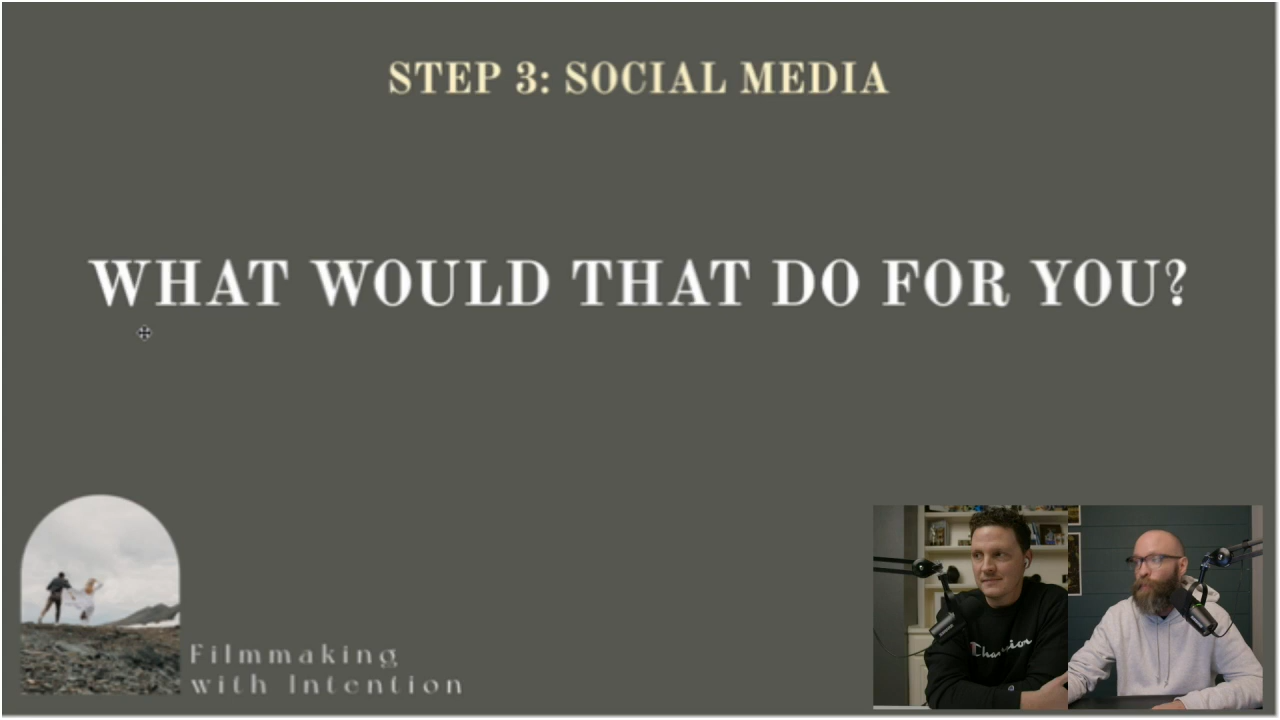 STEP 3: SOCIAL MEDIA
WHAT WOULD THAT DO FOR YOU?
Filmmaking
with Intention
Champion